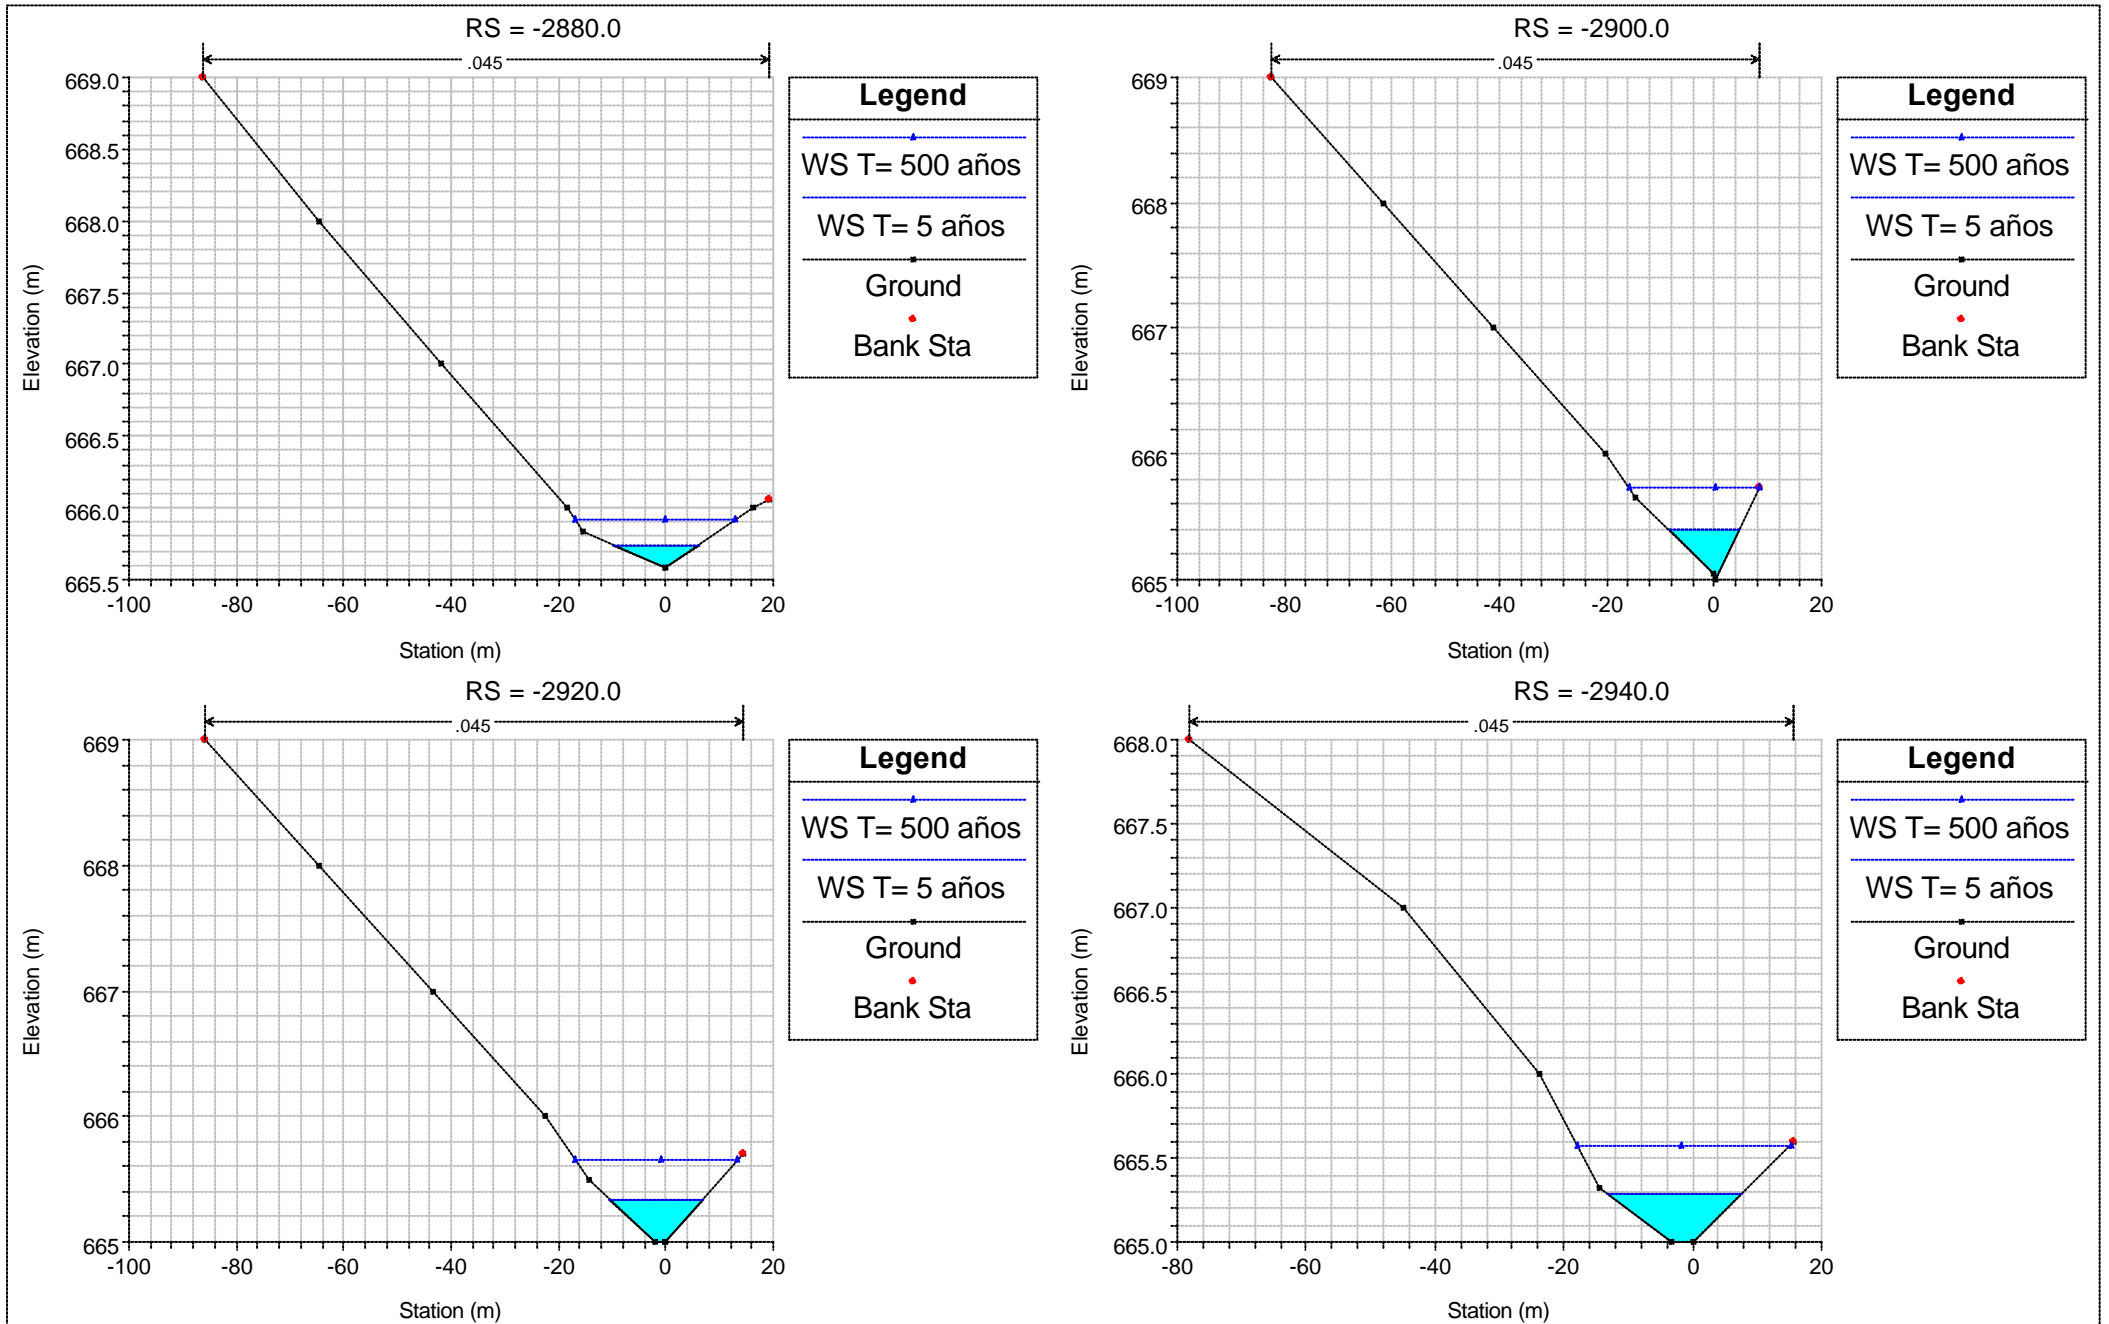 RS = -2880.0
.045
669.0
668.5
668.0
667.5
667.0
666.5
666.0
665.5
-100 -80 -60 -40 -20 0 20
Elevation (m)
Station (m)
Legend
WS T= 500 años
WS T= 5 años
Ground
Bank Sta
RS = -2900.0
.045
669
668
667
666
665
-100 -80 -60 -40 -20 0 20
Elevation (m)
Station (m)
Legend
WS T= 500 años
WS T= 5 años
Ground
Bank Sta
RS = -2920.0
.045
669
668
667
666
665
-100 -80 -60 -40 -20 0 20
Elevation (m)
Station (m)
Legend
WS T= 500 años
WS T= 5 años
Ground
Bank Sta
RS = -2940.0
.045
668.0
667.5
667.0
666.5
666.0
665.5
665.0
-80 -60 -40 -20 0 20
Elevation (m)
Station (m)
Legend
WS T= 500 años
WS T= 5 años
Ground
Bank Sta